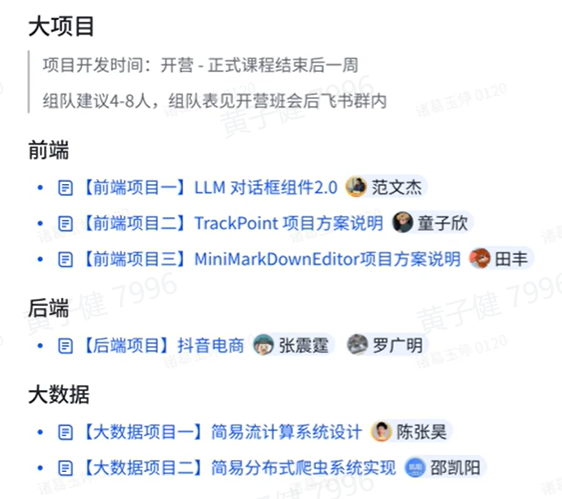 大项目
项目开发时间：开营 - 正式课程结束后一周
组队建议4-8人，组队表见开营班会后飞书群内
前端
【前端项目一】LLM 对话框组件2.0 范文杰
【前端项目二】TrackPoint 项目方案说明 童子欣
【前端项目三】MiniMarkDownEditor项目方案说明 田丰
后端
【后端项目】抖音电商 张震霆 罗广明
大数据
【大数据项目一】简易流计算系统设计 陈张昊
【大数据项目二】简易分布式爬虫系统实现 邵凯阳
黄子健 7996
黄子健 7996
黄子健 7996